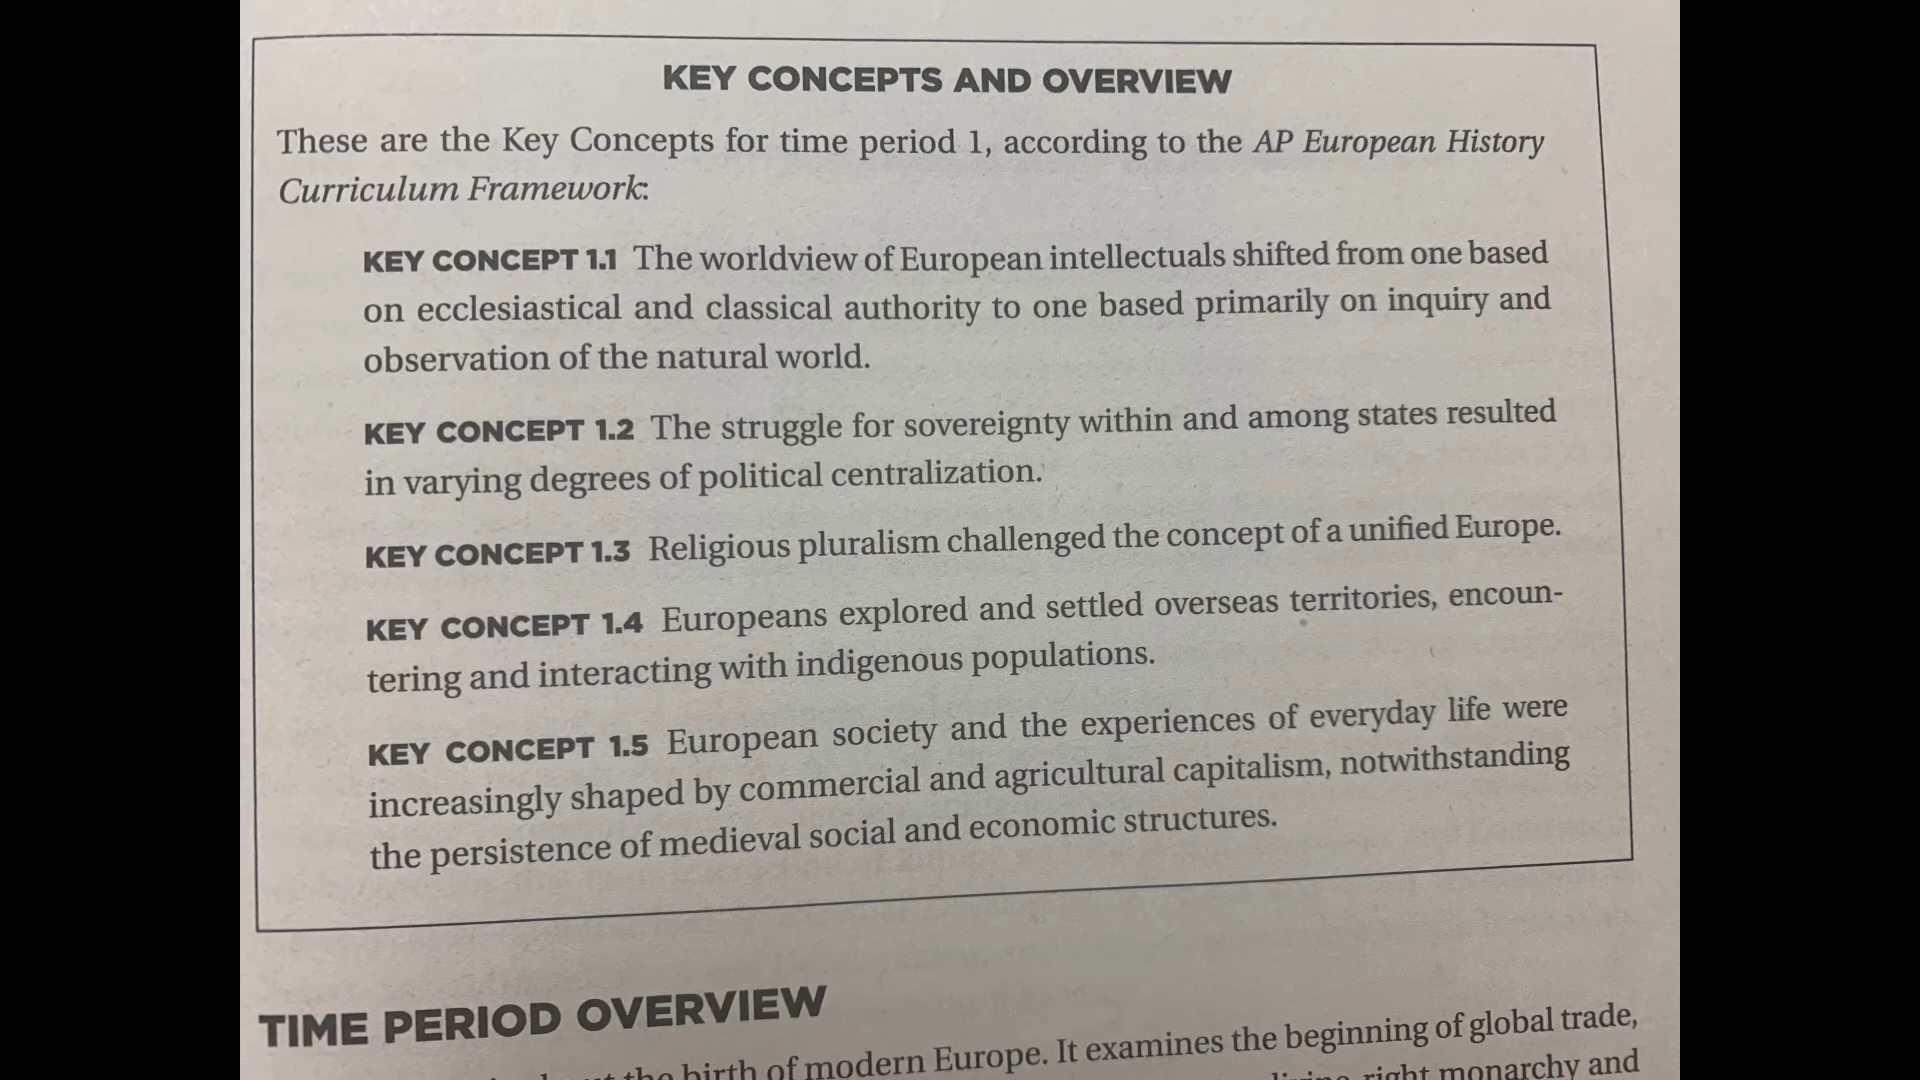 KEY CONCEPTS AND OVERVIEW
These are the Key Concepts for time period 1, according to the AP European History
Curriculum Framework:
KEY CONCEPT 1.1 The worldview of European intellectuals shifted from one based
on ecclesiastical and classical authority to one based primarily on inquiry and
observation of the natural world.
KEY CONCEPT 1.2 The struggle for sovereignty within and among states resulted
in varying degrees of political centralization.
KEY CONCEPT 1.3 Religious pluralism challenged the concept of a unified Europe.
KEY CONCEPT 1.4 Europeans explored and settled overseas territories, encoun-
tering and interacting with indigenous populations.
KEY CONCEPT 1.5 European society and the experiences of everyday life were
increasingly shaped by commercial and agricultural capitalism, notwithstanding
the persistence of medieval social and economic structures.
TIME PERIOD OVERVIEW
the birth of modern Europe. It examines the beginning of global trade,
right monarchy and